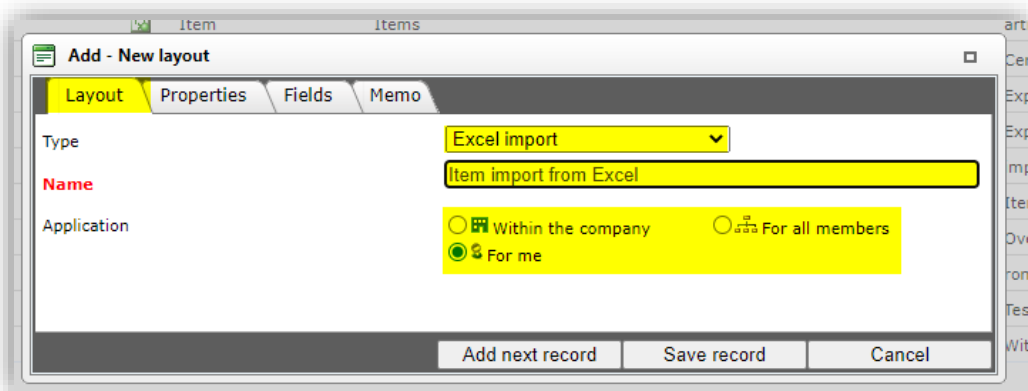 Item Items
Add - New layout
Layout Properties Fields Memo
Type Excel import
Name Item import from Excel
Application Within the company For all members
For me
Add next record Save record Cancel